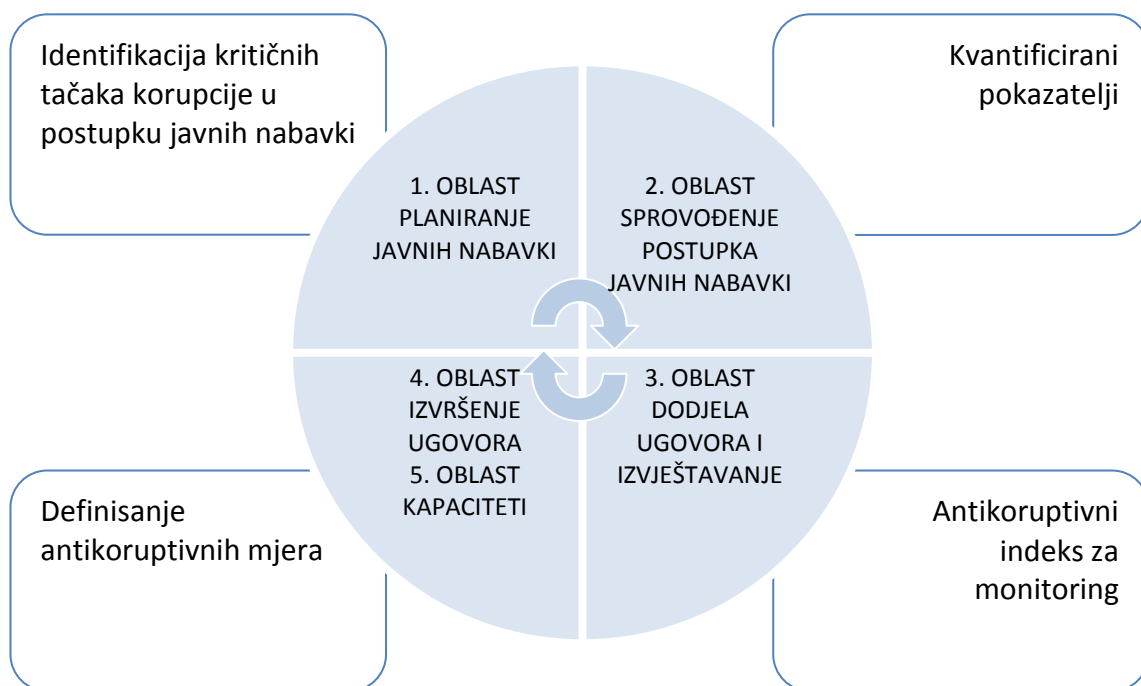 Identifikacija kritičnih
tačaka korupcije u
postupku javnih nabavki
Kvantificirani
pokazatelji
1. OBLAST
PLANIRANJE
JAVNIH NABAVKI
2. OBLAST
SPROVOĐENJE
POSTUPKA
JAVNIH NABAVKI
4. OBLAST
IZVRŠENJE
UGOVORA
5. OBLAST
KAPACITETI
3. OBLAST
DODJELA
UGOVORA I
IZVJEŠTAVANJE
Definisanje
antikoruptivnih mjera
Antikoruptivni
indeks za
monitoring